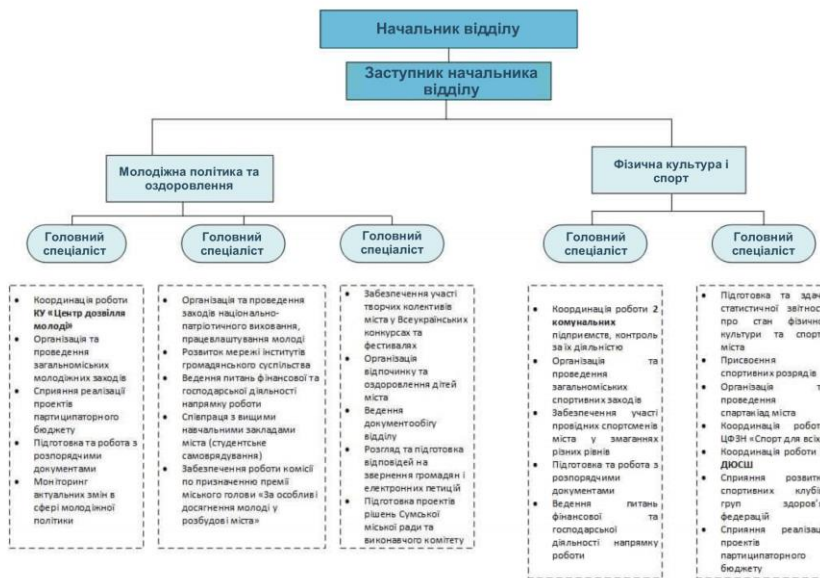 Начальник відділу
Заступник начальника
відділу
Молодіжна політика та
оздоровлення
Фізична культура і
спорт
Головний
спеціаліст
Головний
спеціаліст
Головний
спеціаліст
Головний
спеціаліст
Головний
спеціаліст
• Координація роботи
КУ «Центр дозвілля
молоді»
• Організація та
проведення
загальноміських
молодіжних заходів
• Сприяння реалізації
проектів
партиципаторного
бюджету
• Підготовка та робота з
розпорядчими
документами
• Моніторинг
актуальних змін в
сфері молодіжної
політики
• Організація та проведення
заходів національно-
патріотичного виховання,
працевлаштування молоді
• Розвиток мережі інститутів
громадянського суспільства
• Ведення питань фінансової та
господарської діяльності
напрямку роботи
• Співпраця з вищими
навчальними закладами
міста (студентське
самоврядування)
• Забезпечення роботи комісії
по призначенню премії
міського голови «За особливі
досягнення молоді у
розбудові міста»
• Забезпечення участі
творчих колективів
міста у Всеукраїнських
конкурсах та
фестивалях
• Організація
відпочинку та
оздоровлення дітей
міста
• Ведення
документообігу
відділу
• Розгляд та підготовка
відповідей на
звернення громадян і
електронних петицій
• Підготовка проектів
рішень Сумської
міської ради та
виконавчого комітету
• Координація роботи 2
комунальних
підприємств, контроль
за їх діяльністю
• Організація та
проведення
загальноміських
спортивних заходів
• Забезпечення участі
провідних спортсменів
міста у змаганнях
різних рівнів
• Підготовка та робота з
розпорядчими
документами
• Ведення питань
фінансової та
господарської
діяльності напрямку
роботи
• Підготовка та здач
статистичної звітнос
про стан фізично
культури та спорт
міста
• Присвоєння
спортивних розрядів
• Організація т
проведення
спартакіад міста
• Координація робот
ЦФЗН «Спорт для всіх
• Координація роботи
ДЮСШ
• Сприяння розвитк
спортивних клубі
груп здоров'
федерацій
• Сприяння реалізац
проектів
партиципаторного
бюджету